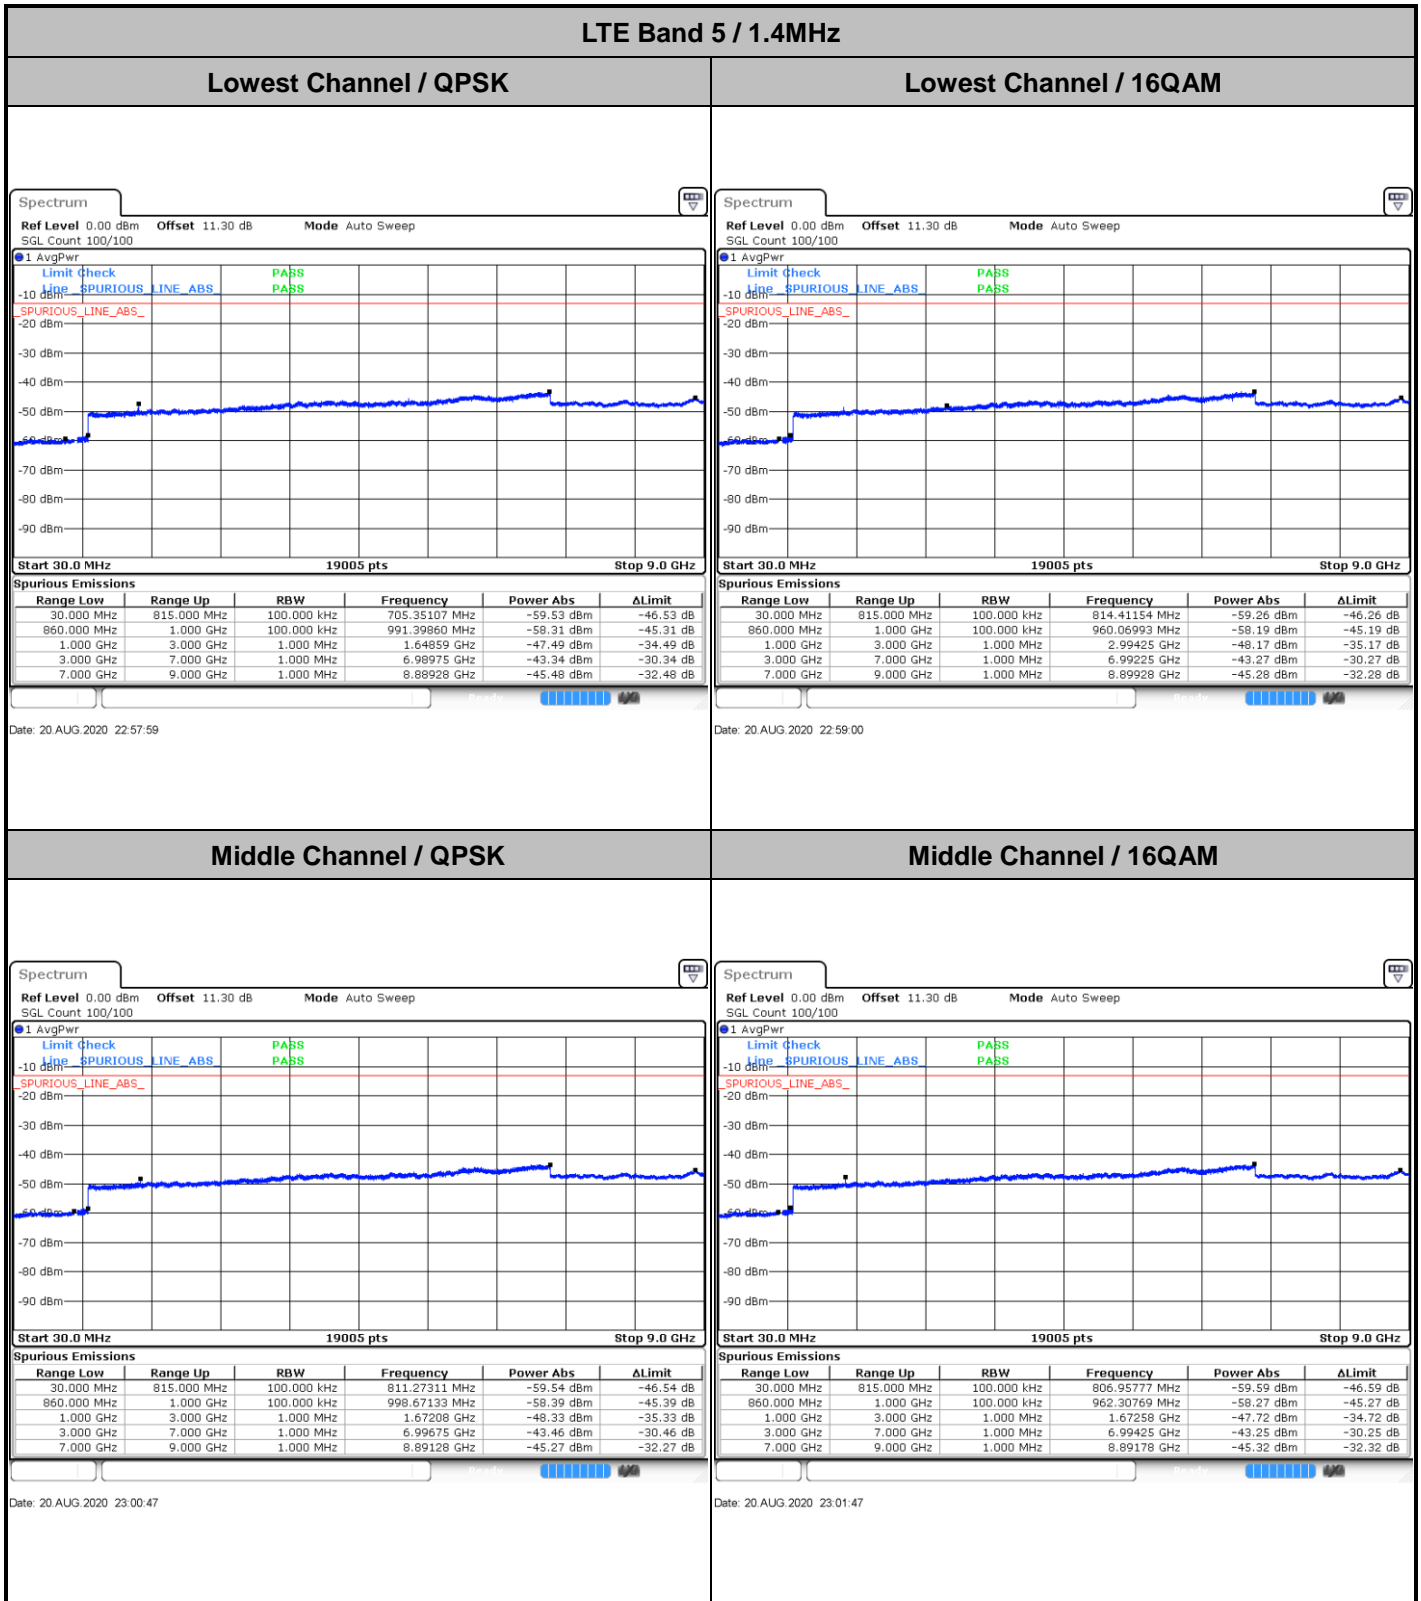 LTE Band 5 / 1.4MHz
Lowest Channel / QPSK
Lowest Channel / 16QAM
Spectrum
Ref Level 0.00 dBm Offset 11.30 dB Mode Auto Sweep
SGL Count 100/100
1 AvgPwr
Limit Check PASS
-10 dBm Line _SPURIOUS_LINE_ABS_ PASS
_SPURIOUS_LINE_ABS_
-20 dBm
-30 dBm
-40 dBm
-50 dBm
-60 dBm
-70 dBm
-80 dBm
-90 dBm
Start 30.0 MHz 19005 pts Stop 9.0 GHz
Spurious Emissions
Range Low Range Up RBW Frequency Power Abs ΔLimit
30.000 MHz 815.000 MHz 100.000 kHz 705.35107 MHz -59.53 dBm -46.53 dB
860.000 MHz 1.000 GHz 100.000 kHz 991.39860 MHz -58.31 dBm -45.31 dB
1.000 GHz 3.000 GHz 1.000 MHz 1.64859 GHz -47.49 dBm -34.49 dB
3.000 GHz 7.000 GHz 1.000 MHz 6.98975 GHz -43.34 dBm -30.34 dB
7.000 GHz 9.000 GHz 1.000 MHz 8.88928 GHz -45.48 dBm -32.48 dB
Date: 20.AUG.2020 22:57:59
Spectrum
Ref Level 0.00 dBm Offset 11.30 dB Mode Auto Sweep
SGL Count 100/100
1 AvgPwr
Limit Check PASS
-10 dBm Line _SPURIOUS_LINE_ABS_ PASS
_SPURIOUS_LINE_ABS_
-20 dBm
-30 dBm
-40 dBm
-50 dBm
-60 dBm
-70 dBm
-80 dBm
-90 dBm
Start 30.0 MHz 19005 pts Stop 9.0 GHz
Spurious Emissions
Range Low Range Up RBW Frequency Power Abs ΔLimit
30.000 MHz 815.000 MHz 100.000 kHz 814.41154 MHz -59.26 dBm -46.26 dB
860.000 MHz 1.000 GHz 100.000 kHz 960.06993 MHz -58.19 dBm -45.19 dB
1.000 GHz 3.000 GHz 1.000 MHz 2.99425 GHz -48.17 dBm -35.17 dB
3.000 GHz 7.000 GHz 1.000 MHz 6.99225 GHz -43.27 dBm -30.27 dB
7.000 GHz 9.000 GHz 1.000 MHz 8.89928 GHz -45.28 dBm -32.28 dB
Date: 20.AUG.2020 22:59:00
Middle Channel / QPSK
Middle Channel / 16QAM
Spectrum
Ref Level 0.00 dBm Offset 11.30 dB Mode Auto Sweep
SGL Count 100/100
1 AvgPwr
Limit Check PASS
-10 dBm Line _SPURIOUS_LINE_ABS_ PASS
_SPURIOUS_LINE_ABS_
-20 dBm
-30 dBm
-40 dBm
-50 dBm
-60 dBm
-70 dBm
-80 dBm
-90 dBm
Start 30.0 MHz 19005 pts Stop 9.0 GHz
Spurious Emissions
Range Low Range Up RBW Frequency Power Abs ΔLimit
30.000 MHz 815.000 MHz 100.000 kHz 811.27311 MHz -59.54 dBm -46.54 dB
860.000 MHz 1.000 GHz 100.000 kHz 998.67133 MHz -58.39 dBm -45.39 dB
1.000 GHz 3.000 GHz 1.000 MHz 1.67208 GHz -48.33 dBm -35.33 dB
3.000 GHz 7.000 GHz 1.000 MHz 6.99675 GHz -43.46 dBm -30.46 dB
7.000 GHz 9.000 GHz 1.000 MHz 8.89128 GHz -45.27 dBm -32.27 dB
Date: 20.AUG.2020 23:00:47
Spectrum
Ref Level 0.00 dBm Offset 11.30 dB Mode Auto Sweep
SGL Count 100/100
1 AvgPwr
Limit Check PASS
-10 dBm Line _SPURIOUS_LINE_ABS_ PASS
_SPURIOUS_LINE_ABS_
-20 dBm
-30 dBm
-40 dBm
-50 dBm
-60 dBm
-70 dBm
-80 dBm
-90 dBm
Start 30.0 MHz 19005 pts Stop 9.0 GHz
Spurious Emissions
Range Low Range Up RBW Frequency Power Abs ΔLimit
30.000 MHz 815.000 MHz 100.000 kHz 806.95777 MHz -59.59 dBm -46.59 dB
860.000 MHz 1.000 GHz 100.000 kHz 962.30769 MHz -58.27 dBm -45.27 dB
1.000 GHz 3.000 GHz 1.000 MHz 1.67258 GHz -47.72 dBm -34.72 dB
3.000 GHz 7.000 GHz 1.000 MHz 6.99425 GHz -43.25 dBm -30.25 dB
7.000 GHz 9.000 GHz 1.000 MHz 8.89178 GHz -45.32 dBm -32.32 dB
Date: 20.AUG.2020 23:01:47